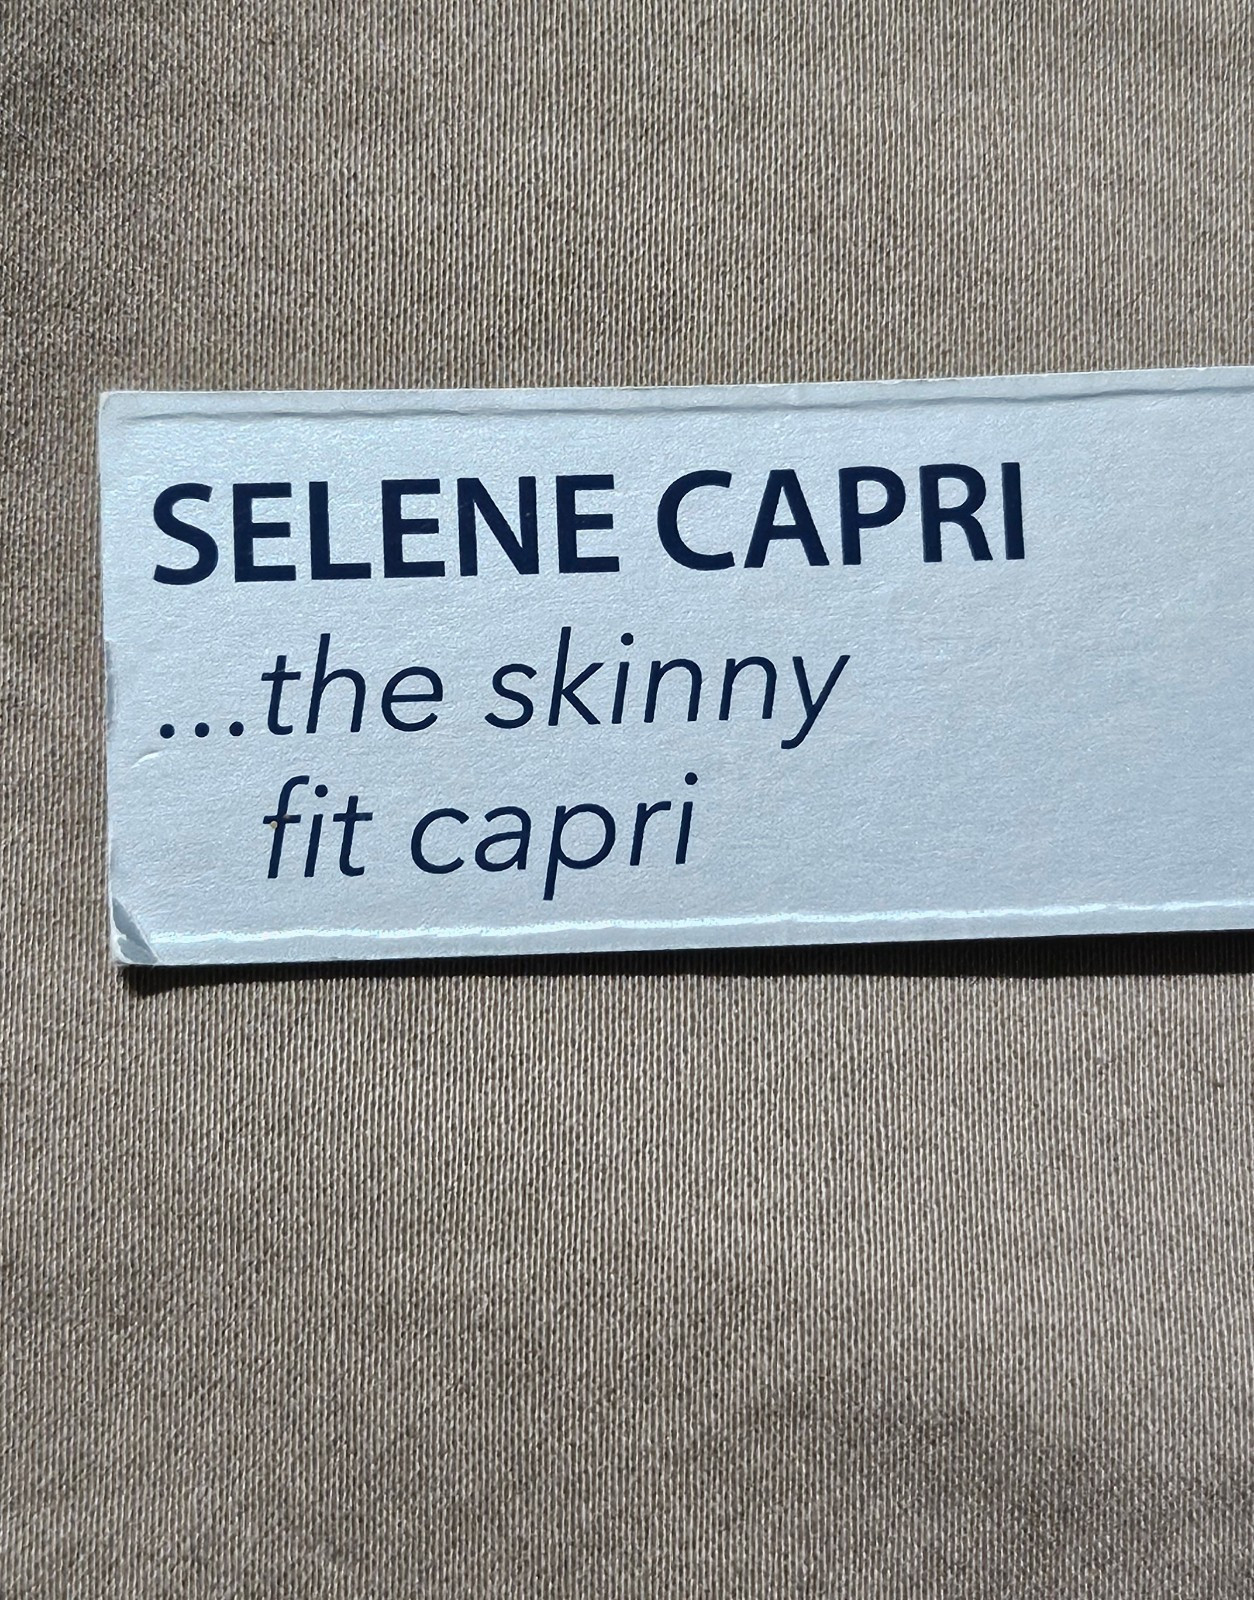 SELENE CAPRI
...the skinny
fit capri